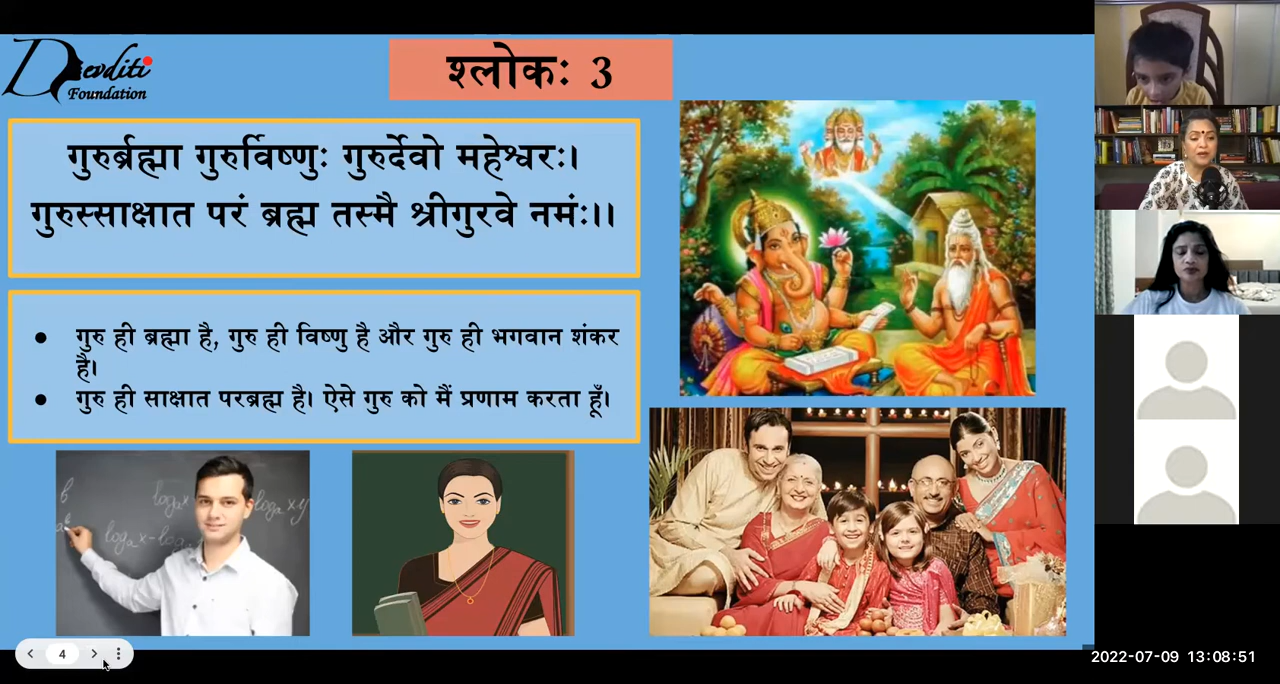 Devditi
Foundation
श्लोकः 3
गुरुर्ब्रह्मा गुरुर्विष्णुः गुरुर्देवो महेश्वरः।
गुरुस्साक्षात परं ब्रह्म तस्मै श्रीगुरवे नमंः।।
● गुरु ही ब्रह्मा है, गुरु ही विष्णु है और गुरु ही भगवान शंकर
है।
● गुरु ही साक्षात परब्रह्म है। ऐसे गुरु को मैं प्रणाम करता हूँ।
4
2022-07-09 13:08:51